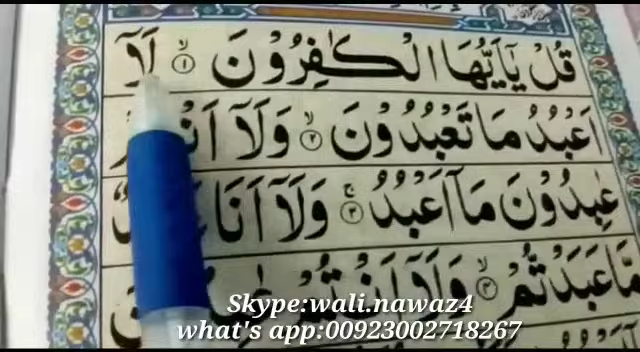 قُلْ يٰۤاَيُّهَا الْكٰفِرُوْنَ ۙ﴿۱﴾ لَاۤ
اَعْبُدُ مَا تَعْبُدُوْنَ ۙ﴿۲﴾ وَلَاۤ
عٰبِدُوْنَ مَاۤ اَعْبُدُ ۚ﴿۳﴾ وَلَاۤ اَنَا
مَّا عَبَدْتُّمْ ۙ﴿۴﴾ وَلَاۤ اَنْتُمْ
Skype:wali.nawaz4
what's app:00923002718267